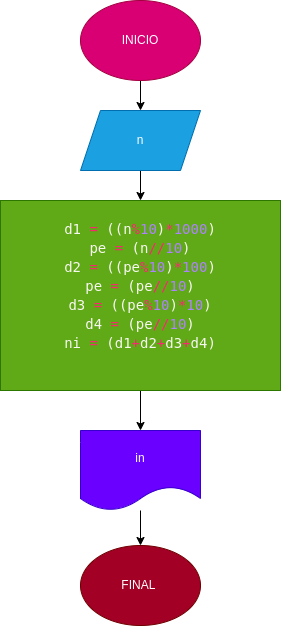 INICIO
n
d1 = ((n%10)*1000)
pe = (n//10)
d2 = ((pe%10)*100)
pe = (pe//10)
d3 = ((pe%10)*10)
d4 = (pe//10)
ni = (d1+d2+d3+d4)
in
FINAL